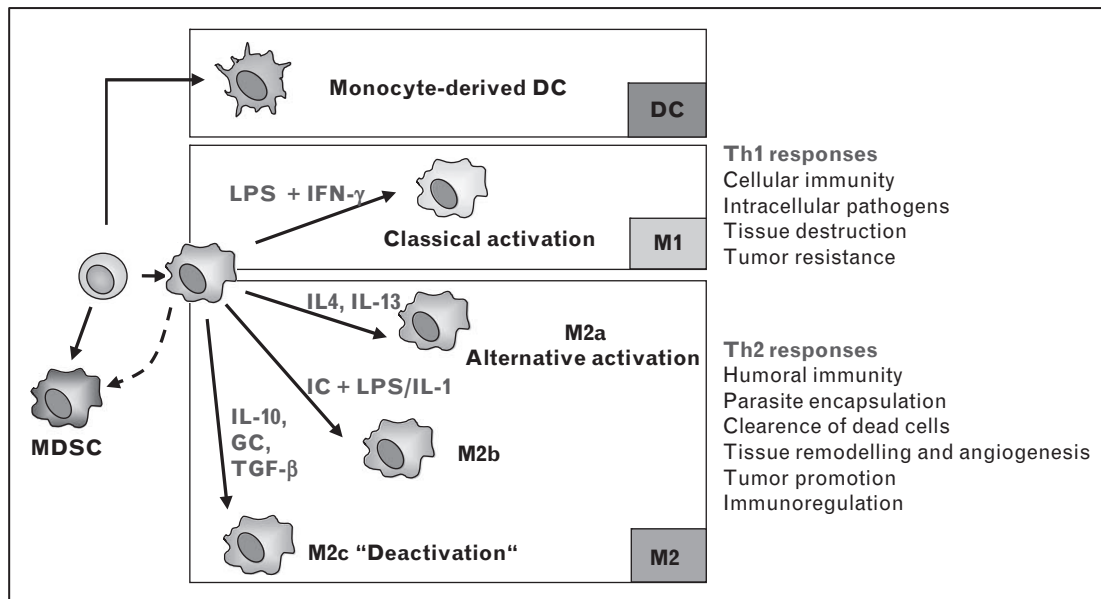 Monocyte-derived DC
DC
LPS + IFN-γ
Classical activation
M1
Th1 responses
Cellular immunity
Intracellular pathogens
Tissue destruction
Tumor resistance
IL4, IL-13
M2a
Alternative activation
IC + LPS/IL-1
M2b
IL-10,
GC,
TGF-β
MDSC
M2c “Deactivation“
M2
Th2 responses
Humoral immunity
Parasite encapsulation
Clearence of dead cells
Tissue remodelling and angiogenesis
Tumor promotion
Immunoregulation